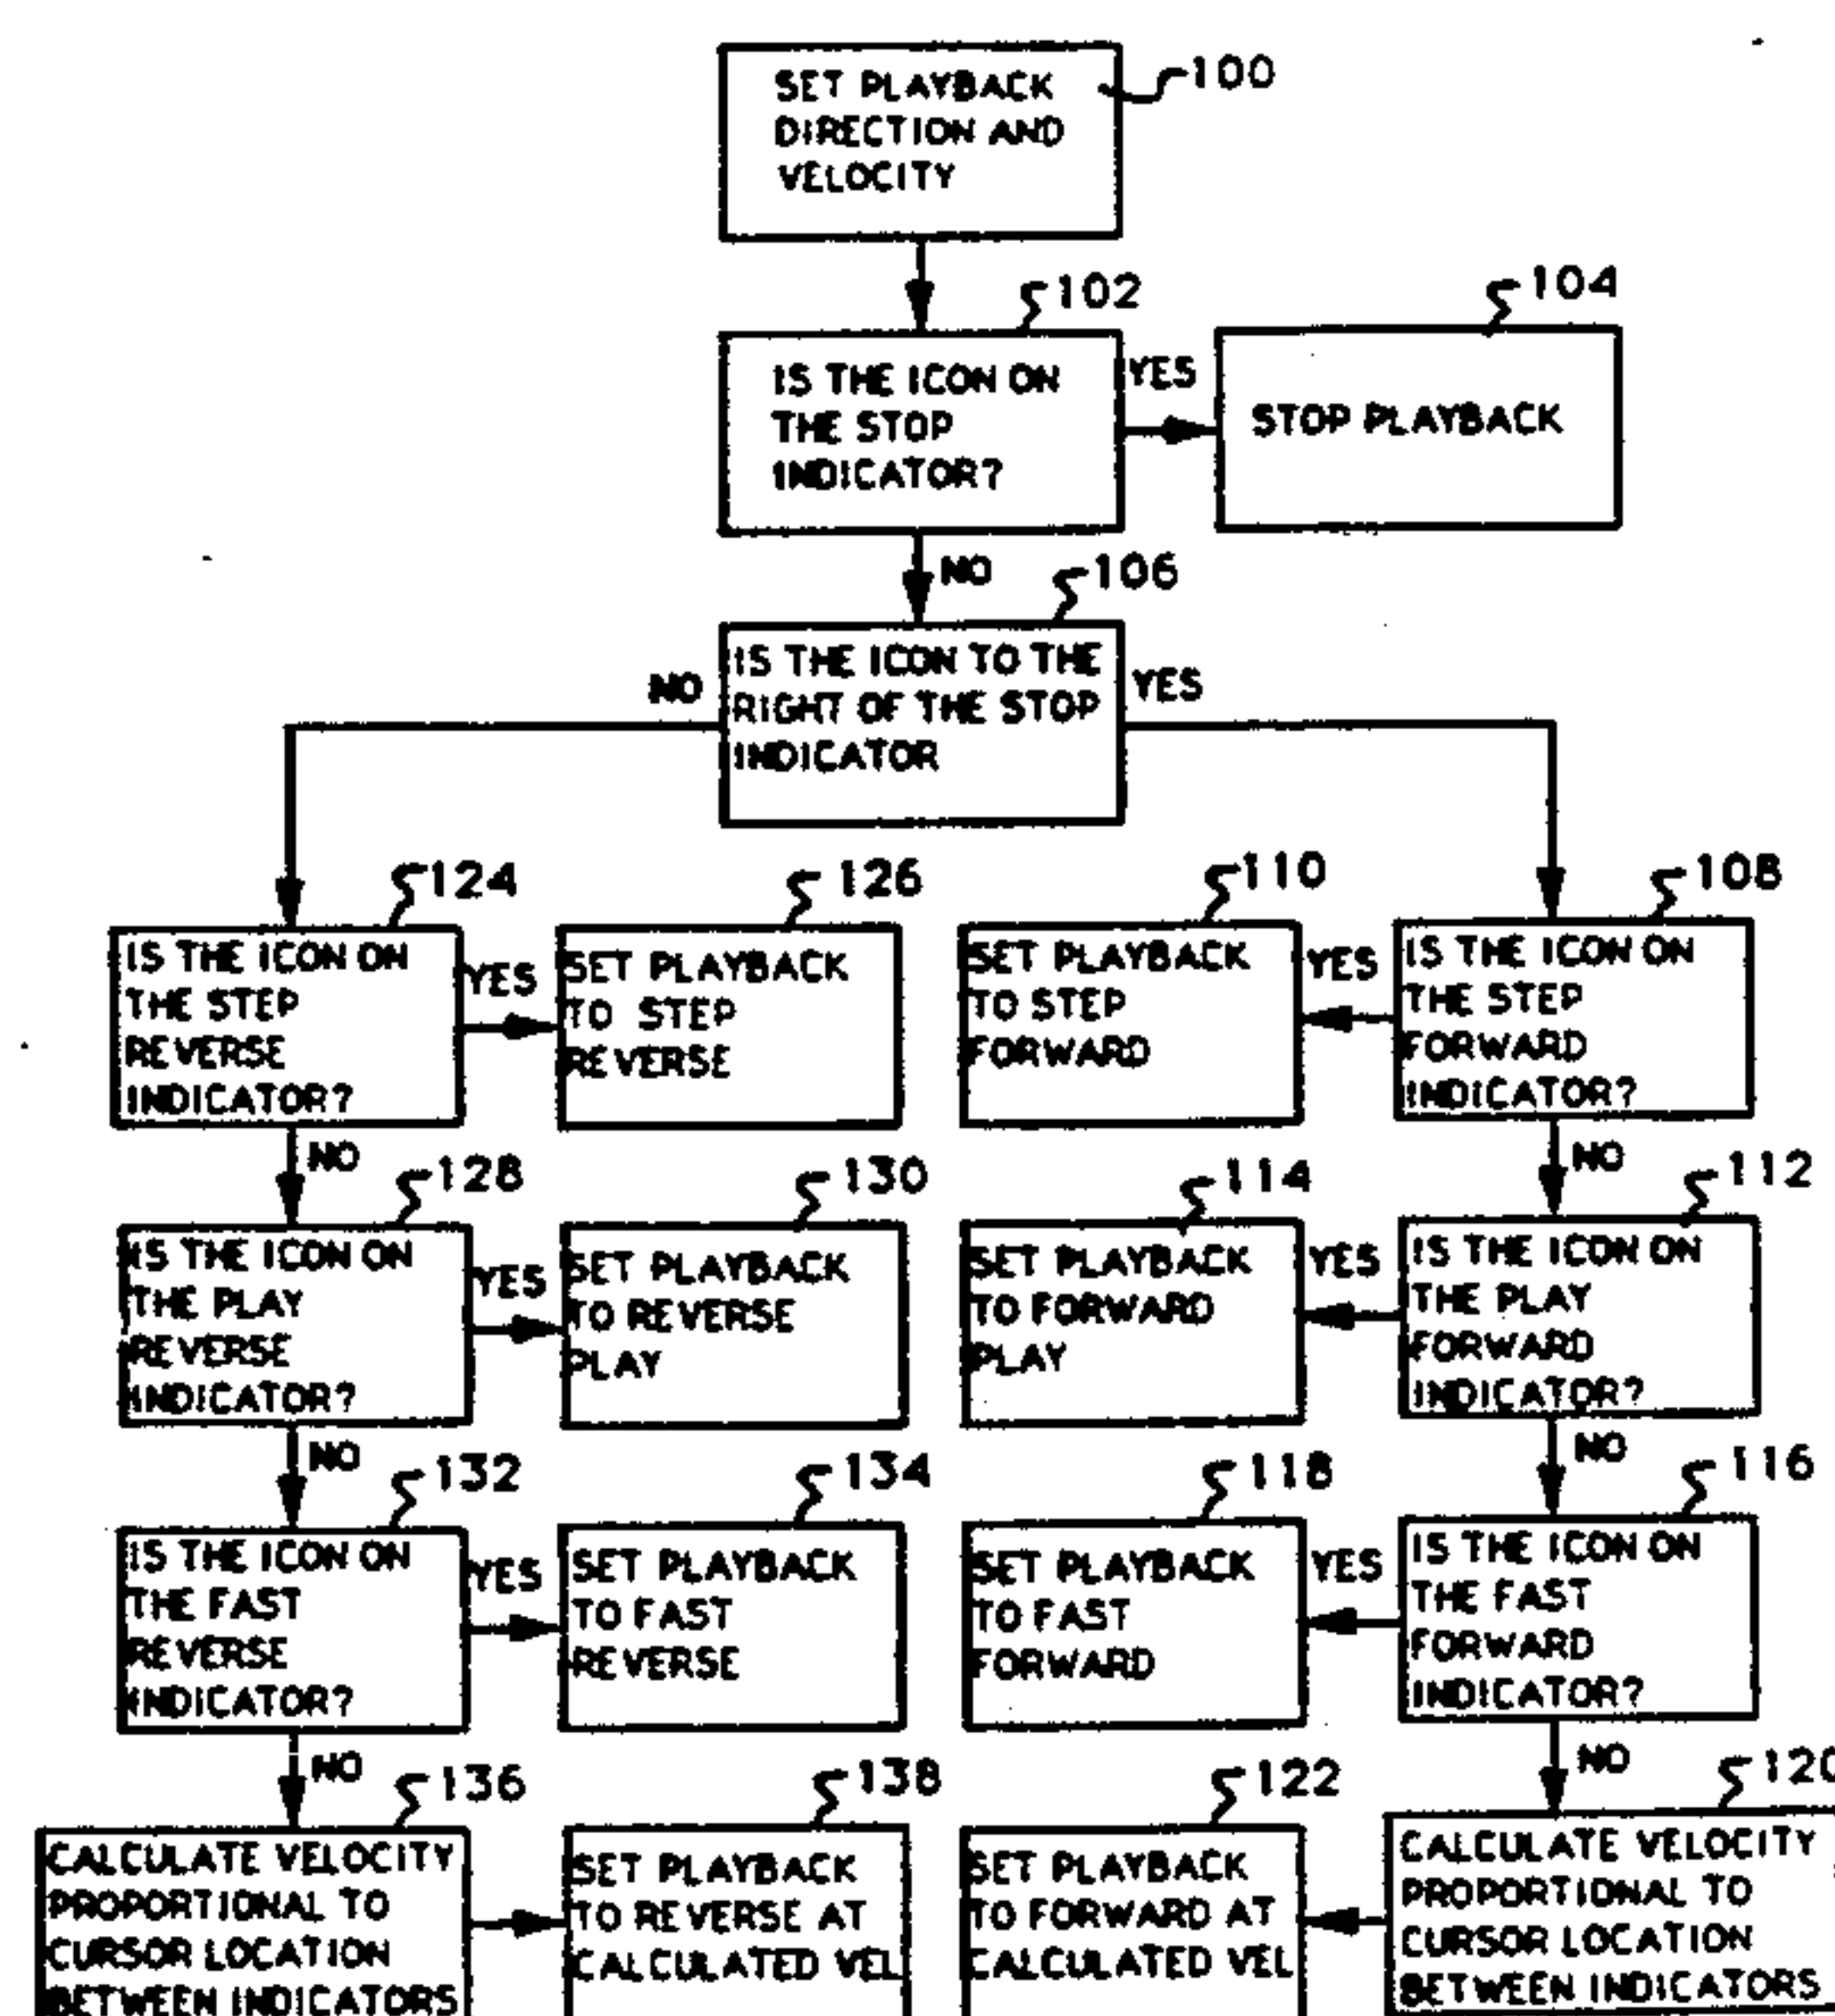 100
SET PLAYBACK
DIRECTION AND
VELOCITY
102
IS THE ICON ON
THE STOP
INDICATOR?
YES
104
STOP PLAYBACK
NO
106
IS THE ICON TO THE
RIGHT OF THE STOP
INDICATOR
NO
YES
124
IS THE ICON ON
THE STEP
REVERSE
INDICATOR?
YES
126
SET PLAYBACK
TO STEP
REVERSE
110
SET PLAYBACK
TO STEP
FORWARD
YES
108
IS THE ICON ON
THE STEP
FORWARD
INDICATOR?
NO
NO
128
IS THE ICON ON
THE PLAY
REVERSE
INDICATOR?
YES
130
SET PLAYBACK
TO REVERSE
PLAY
114
SET PLAYBACK
TO FORWARD
PLAY
YES
112
IS THE ICON ON
THE PLAY
FORWARD
INDICATOR?
NO
NO
132
IS THE ICON ON
THE FAST
REVERSE
INDICATOR?
YES
134
SET PLAYBACK
TO FAST
REVERSE
118
SET PLAYBACK
TO FAST
FORWARD
YES
116
IS THE ICON ON
THE FAST
FORWARD
INDICATOR?
NO
NO
136
CALCULATE VELOCITY
PROPORTIONAL TO
CURSOR LOCATION
BETWEEN INDICATORS
138
SET PLAYBACK
TO REVERSE AT
CALCULATED VEL
122
SET PLAYBACK
TO FORWARD AT
CALCULATED VEL
120
CALCULATE VELOCITY
PROPORTIONAL TO
CURSOR LOCATION
BETWEEN INDICATORS